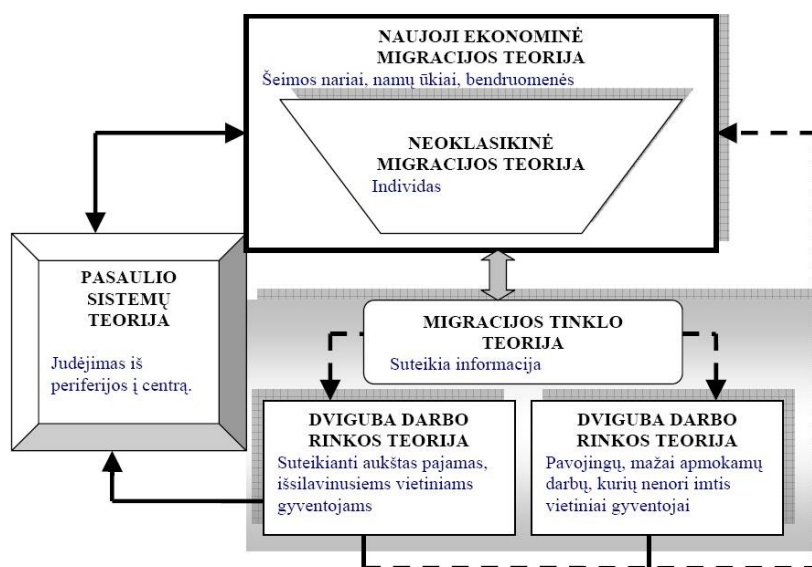 NAUJOJI EKONOMINĖ
MIGRACIJOS TEORIJA
Šeimos nariai, namų ūkiai, bendruomenės
NEOKLASIKINĖ
MIGRACIJOS TEORIJA
Individas
PASAULIO
SISTEMŲ
TEORIJA
Judėjimas iš
periferijos į centrą.
MIGRACIJOS TINKLO
TEORIJA
Suteikia informacija
DVIGUBA DARBO
RINKOS TEORIJA
Suteikianti aukštas pajamas,
išsilavinusiems vietiniams
gyventojams
DVIGUBA DARBO
RINKOS TEORIJA
Pavojingų, mažai apmokamų
darbų, kurių nenori imtis
vietiniai gyventojai